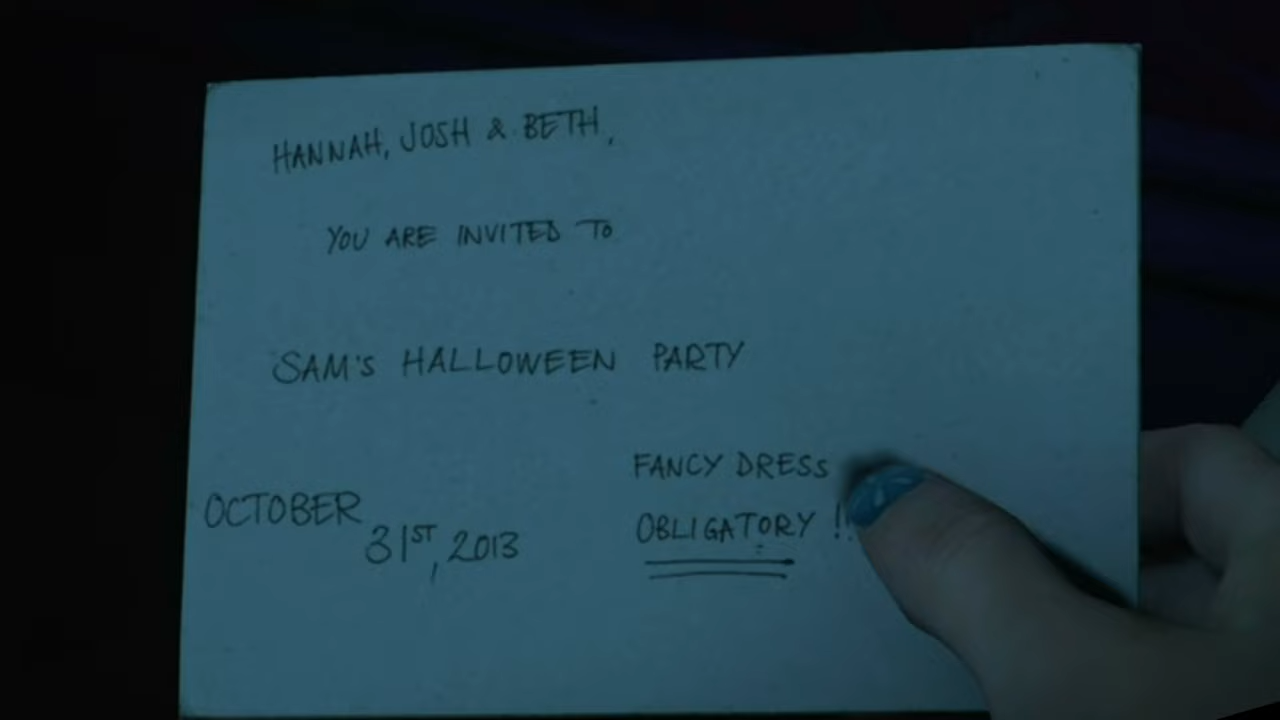 HANNAH, JOSH & BETH,
YOU ARE INVITED TO
SAM'S HALLOWEEN PARTY
FANCY DRESS
OBLIGATORY !!
OCTOBER
31ST, 2013